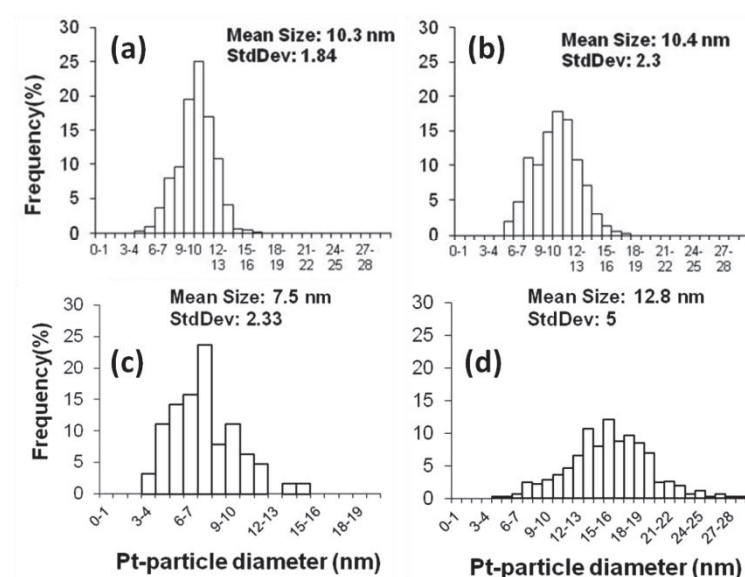 (a)
Mean Size: 10.3 nm
StdDev: 1.84
Frequency(%)
30
25
20
15
10
5
0
0-1 3-4 6-7 9-10 12-13 15-16 18-19 21-22 24-25 27-28
(b)
Mean Size: 10.4 nm
StdDev: 2.3
30
25
20
15
10
5
0
0-1 3-4 6-7 9-10 12-13 15-16 18-19 21-22 24-25 27-28
(c)
Mean Size: 7.5 nm
StdDev: 2.33
Frequency(%)
30
25
20
15
10
5
0
0-1 3-4 6-7 9-10 12-13 15-16 18-19
Pt-particle diameter (nm)
(d)
Mean Size: 12.8 nm
StdDev: 5
30
25
20
15
10
5
0
0-1 3-4 6-7 9-10 12-13 15-16 18-19 21-22 24-25 27-28
Pt-particle diameter (nm)